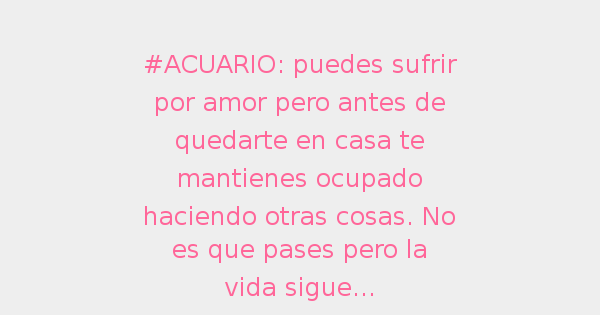 #ACUARIO: puedes sufrir
por amor pero antes de
quedarte en casa te
mantienes ocupado
haciendo otras cosas. No
es que pases pero la
vida sigue...